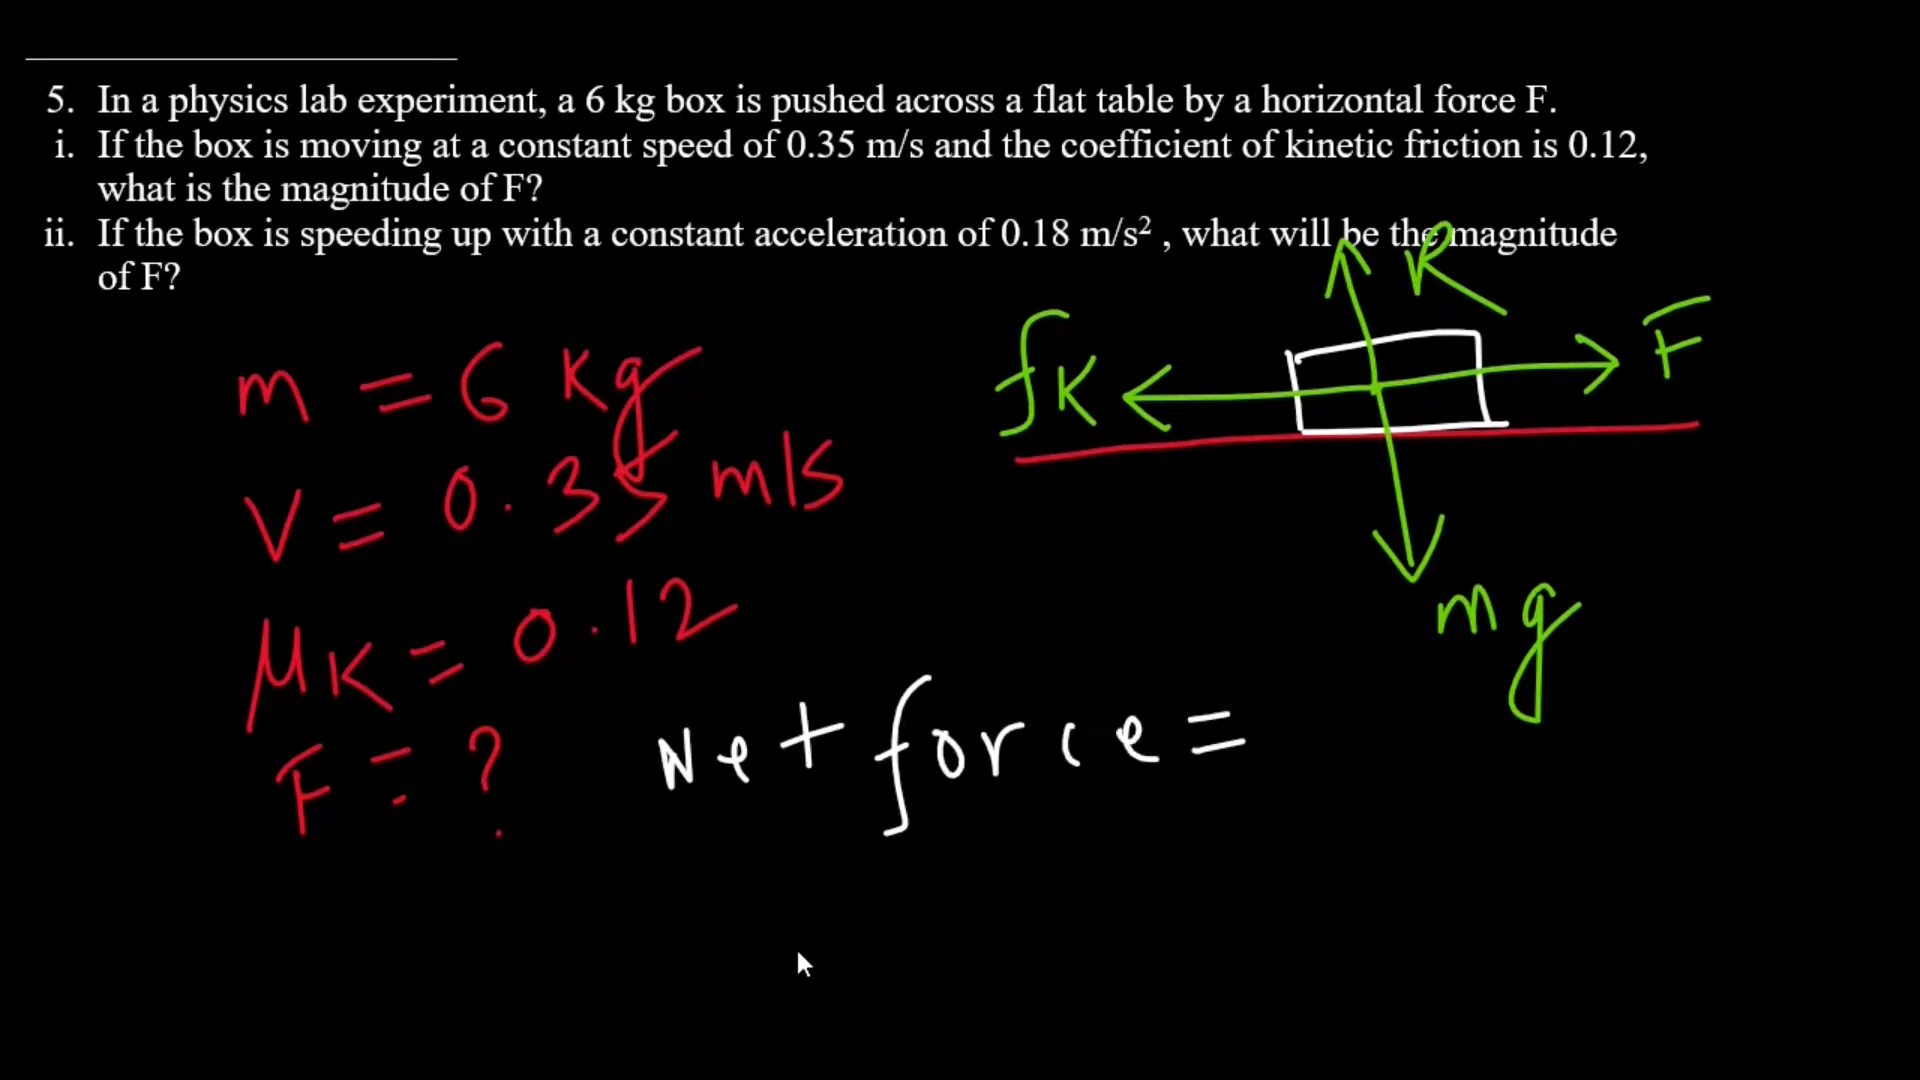 5. In a physics lab experiment, a 6 kg box is pushed across a flat table by a horizontal force F.
i. If the box is moving at a constant speed of 0.35 m/s and the coefficient of kinetic friction is 0.12,
what is the magnitude of F?
ii. If the box is speeding up with a constant acceleration of 0.18 m/s² , what will be the magnitude
of F?
R
fK
F
m = 6 kg
V = 0.35 m/s
μK = 0.12
mg
F = ?
Net force =